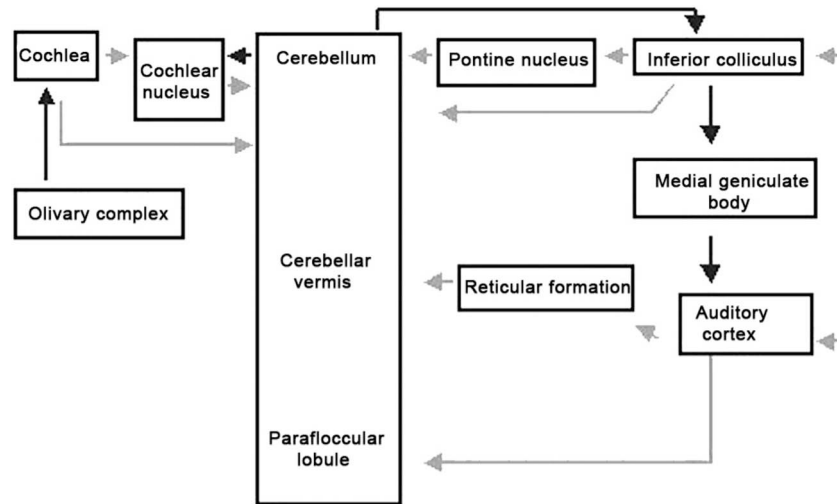 Cochlea
Cochlear
nucleus
Cerebellum
Pontine nucleus
Inferior colliculus
Medial geniculate
body
Olivary complex
Cerebellar
vermis
Reticular formation
Auditory
cortex
Parafloccular
lobule